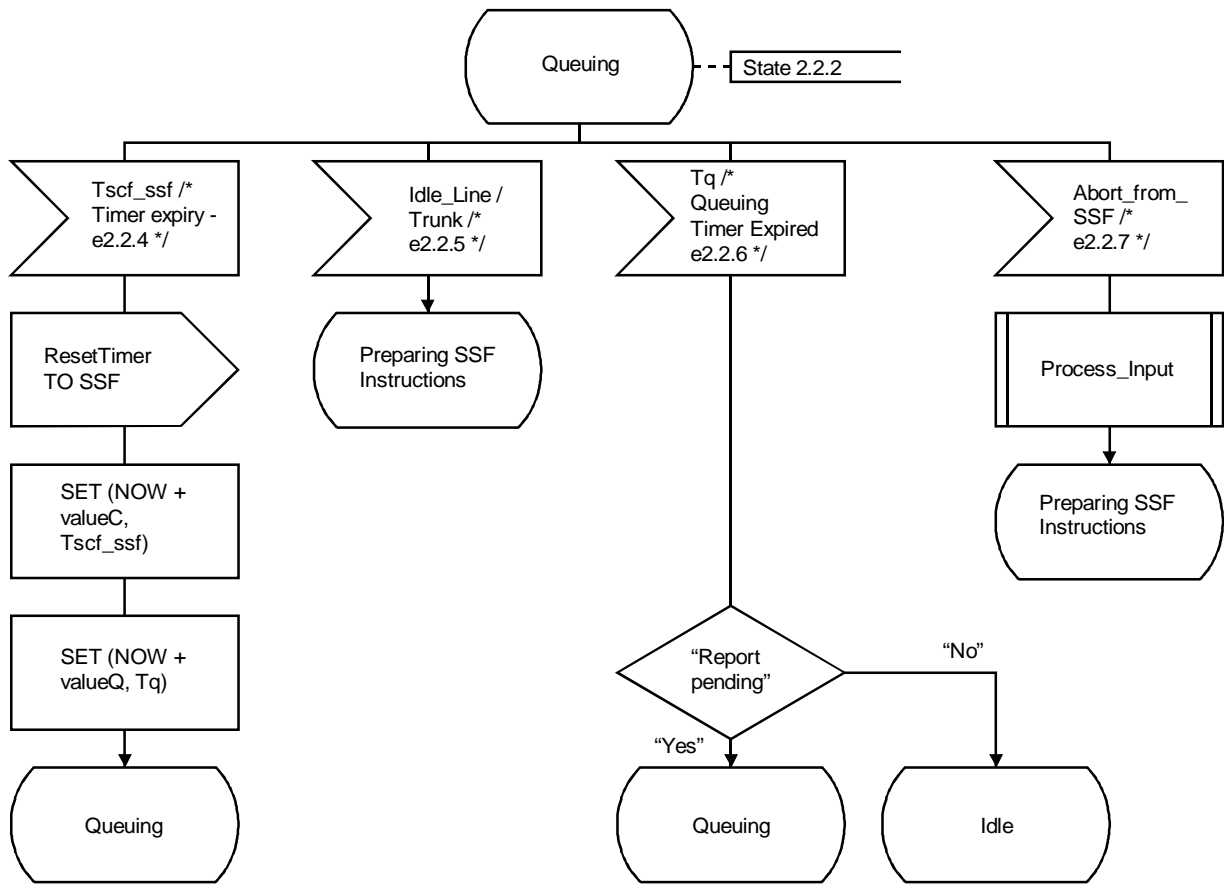 Queuing
State 2.2.2
Tscf_ssf /*
Timer expiry -
e2.2.4 */
Idle_Line /
Trunk /*
e2.2.5 */
Tq /*
Queuing
Timer Expired
e2.2.6 */
Abort_from_
SSF /*
e2.2.7 */
ResetTimer
TO SSF
Preparing SSF
Instructions
Process_Input
SET (NOW +
valueC,
Tscf_ssf)
Preparing SSF
Instructions
SET (NOW +
valueQ, Tq)
“Report
pending”
“No”
“Yes”
Queuing
Queuing
Idle